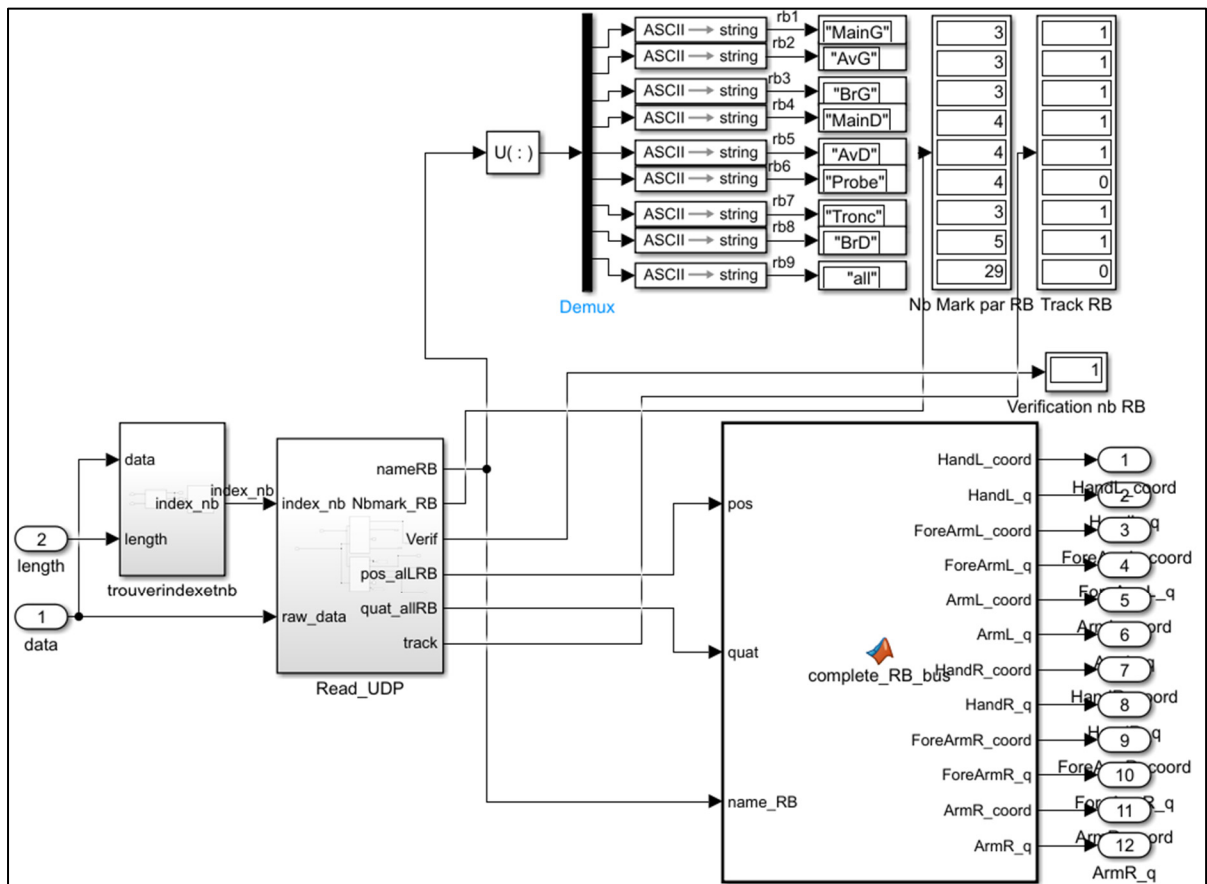 rb1
ASCII → string
"MainG"
3
1
rb2
ASCII → string
"AvG"
3
1
rb3
ASCII → string
"BrG"
3
1
rb4
ASCII → string
"MainD"
4
1
U( : )
rb5
ASCII → string
"AvD"
4
1
rb6
ASCII → string
"Probe"
4
0
rb7
ASCII → string
"Tronc"
3
1
rb8
ASCII → string
"BrD"
5
1
rb9
ASCII → string
"all"
29
0
Demux
Nb Mark par RB
Track RB
1
Verification nb RB
data
length
index_nb
index_nb
trouverindexetnb
2
length
1
data
index_nb
raw_data
nameRB
Nbmark_RB
Verif
pos_alLRB
quat_allRB
track
Read_UDP
pos
quat
name_RB
complete_RB_bus
HandL_coord
1
HandL_coord
HandL_q
2
ForeArmL_coord
3
ForeArmL_q
4
ArmL_coord
5
ArmL_q
6
HandR_coord
7
HandR_q
8
ForeArmR_coord
9
ForeArmR_q
10
ArmR_coord
11
ArmR_q
12
ArmR_q